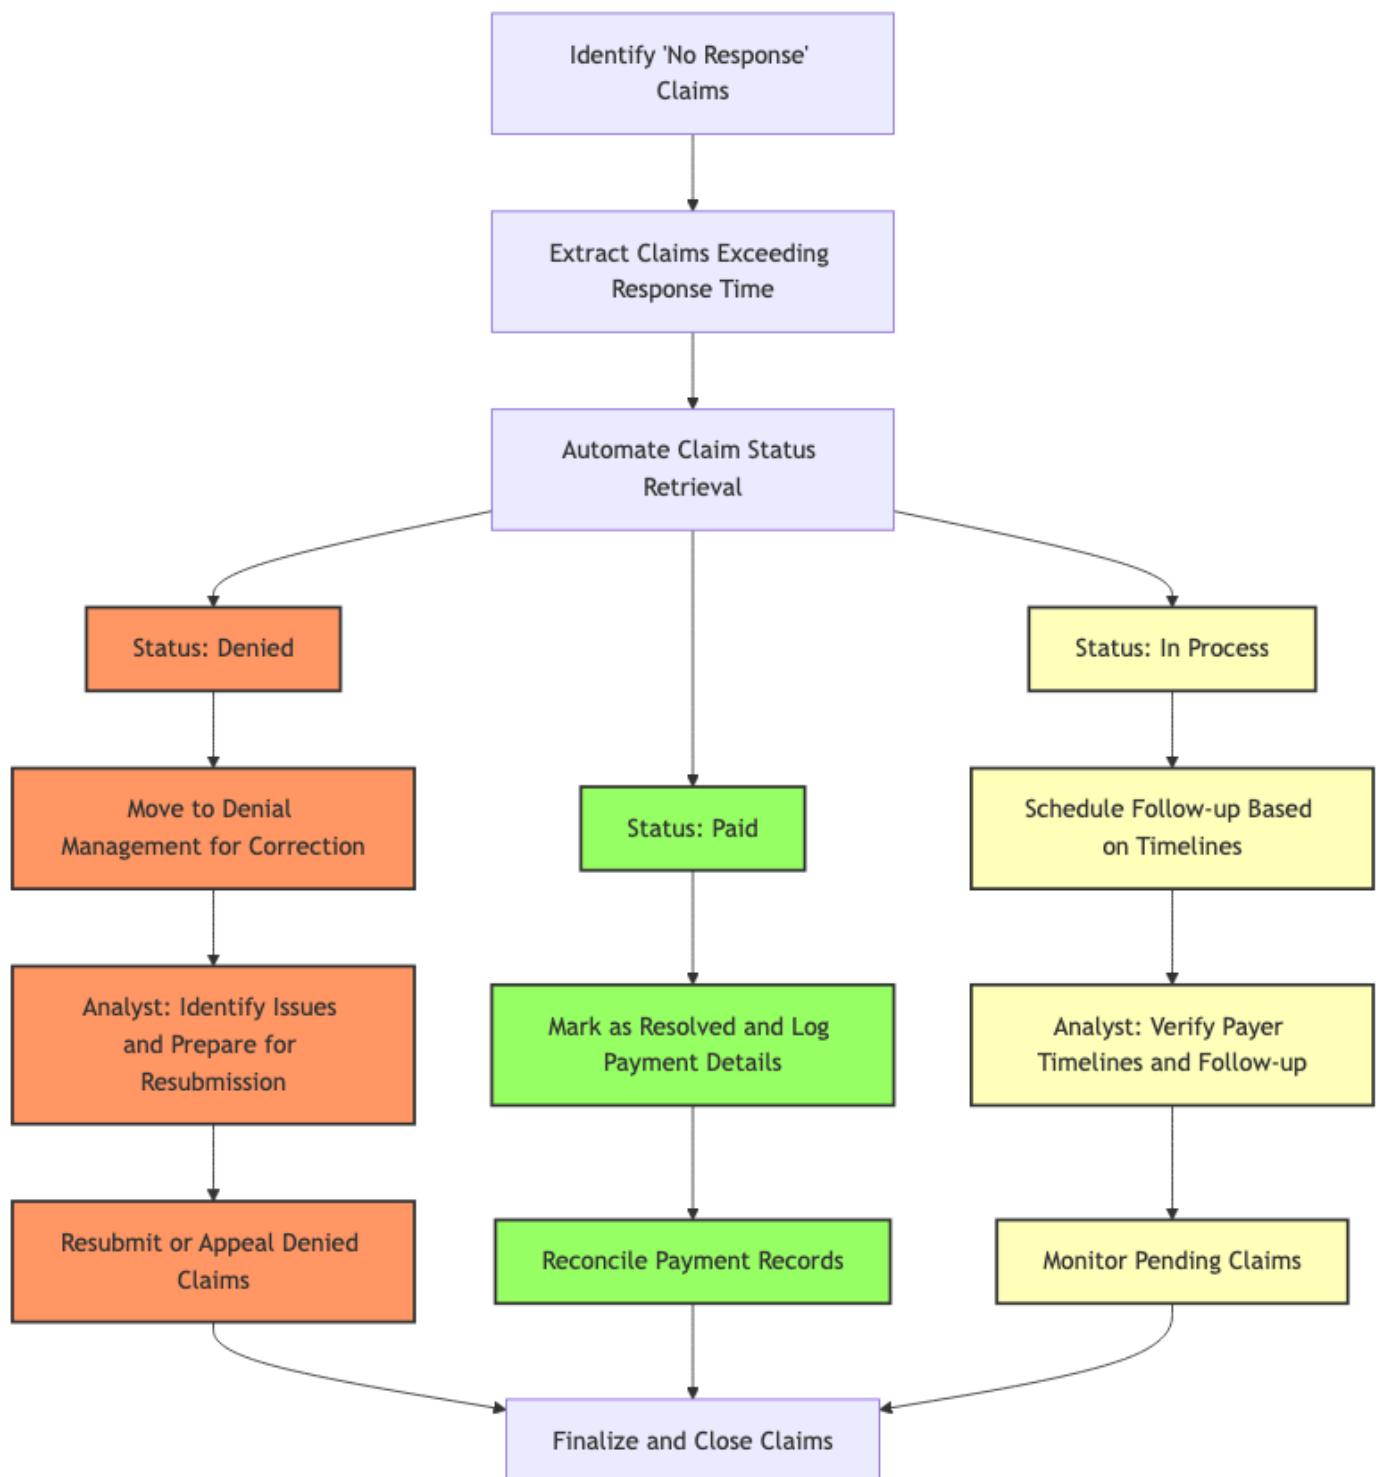 Identify 'No Response'
Claims
Extract Claims Exceeding
Response Time
Automate Claim Status
Retrieval
Status: Denied
Move to Denial
Management for Correction
Analyst: Identify Issues
and Prepare for
Resubmission
Resubmit or Appeal Denied
Claims
Status: Paid
Mark as Resolved and Log
Payment Details
Reconcile Payment Records
Status: In Process
Schedule Follow-up Based
on Timelines
Analyst: Verify Payer
Timelines and Follow-up
Monitor Pending Claims
Finalize and Close Claims